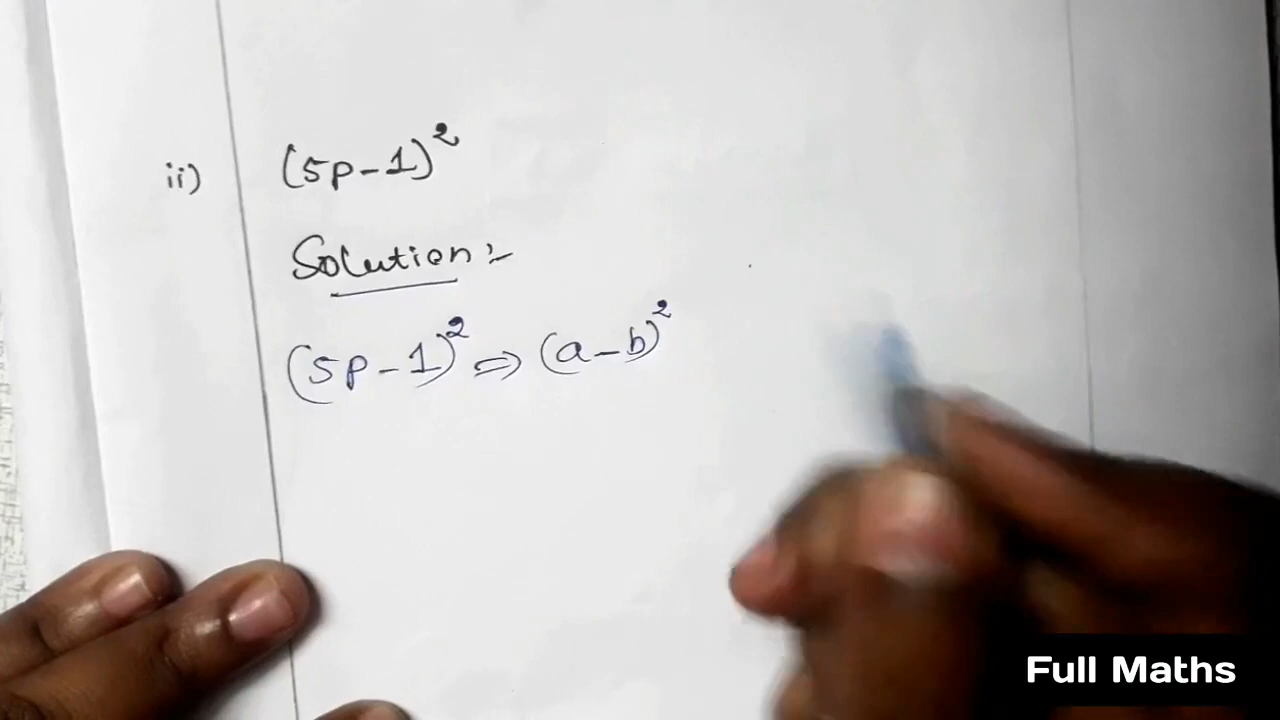 ii) (5p-1)²
Solution :-
(5p-1)² ⇒ (a-b)²
Full Maths